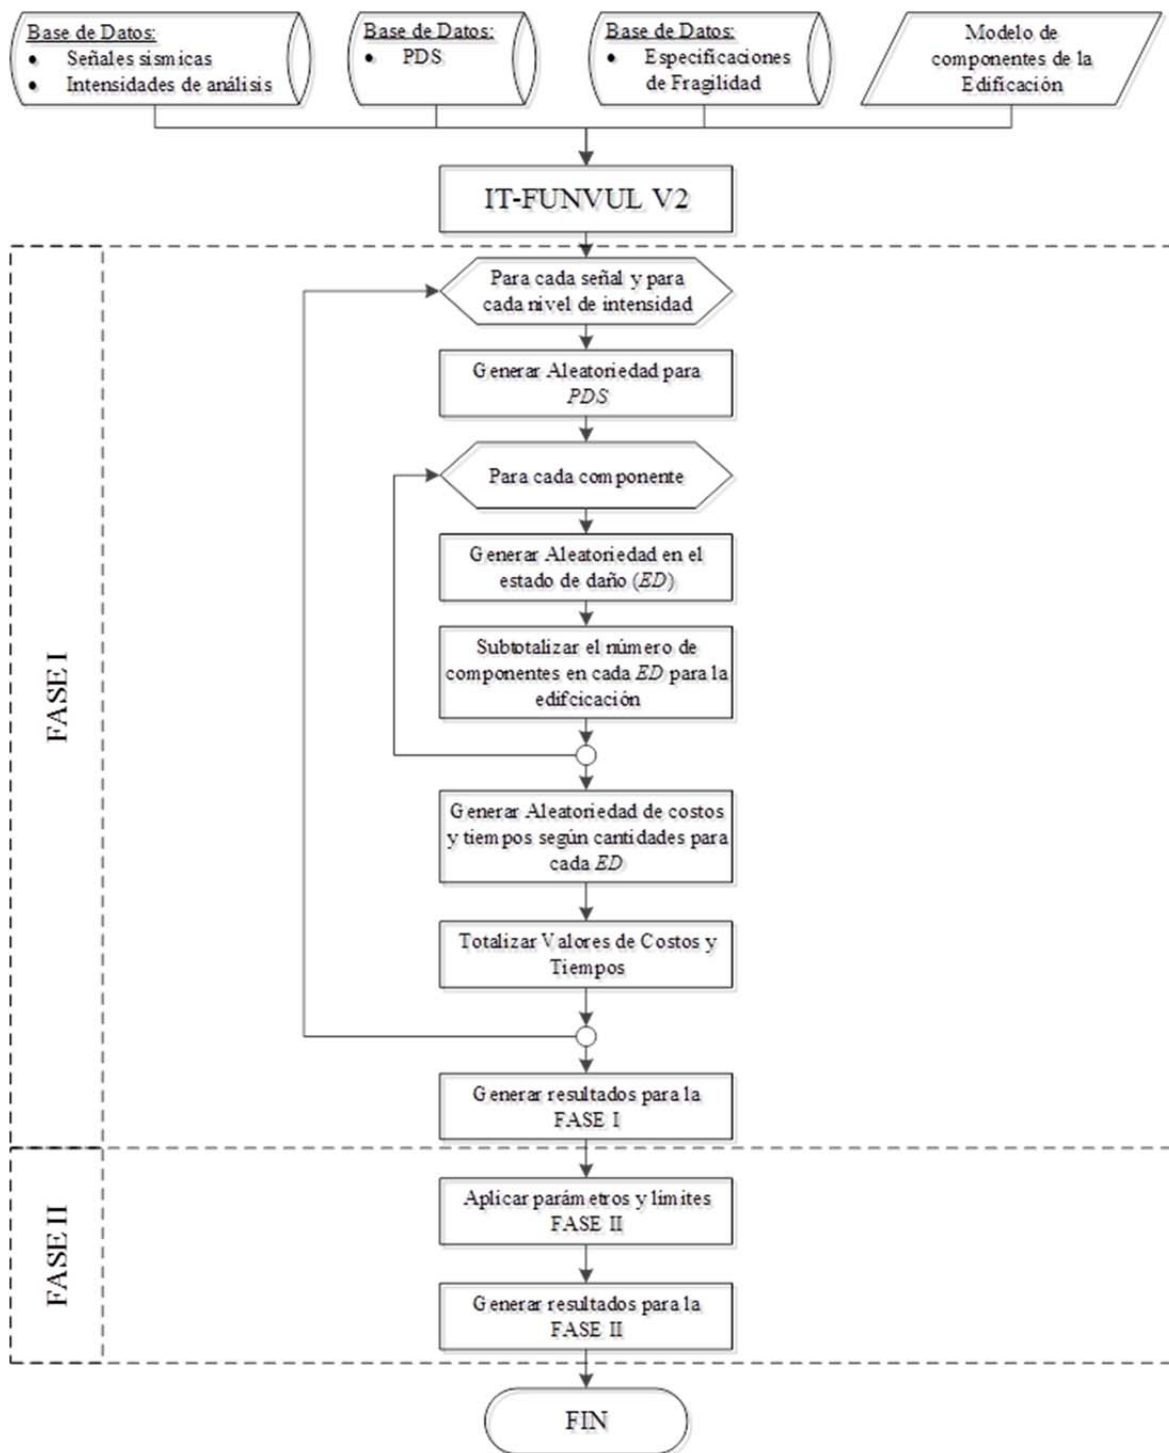 Base de Datos:
• Señales sísmicas
• Intensidades de análisis
Base de Datos:
• PDS
Base de Datos:
• Especificaciones
de Fragilidad
Modelo de
componentes de la
Edificación
IT-FUNVUL V2
FASE I
Para cada señal y para
cada nivel de intensidad
Generar Aleatoriedad para
PDS
Para cada componente
Generar Aleatoriedad en el
estado de daño (ED)
Subtotalizar el número de
componentes en cada ED para la
edifcicación
Generar Aleatoriedad de costos
y tiempos según cantidades para
cada ED
Totalizar Valores de Costos y
Tiempos
Generar resultados para la
FASE I
FASE II
Aplicar parámetros y límites
FASE II
Generar resultados para la
FASE II
FIN